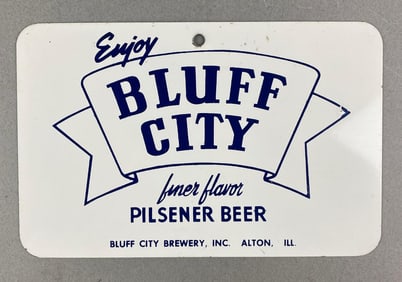 Enjoy
BLUFF
CITY
finer flavor
PILSENER BEER
BLUFF CITY BREWERY, INC. ALTON, ILL.